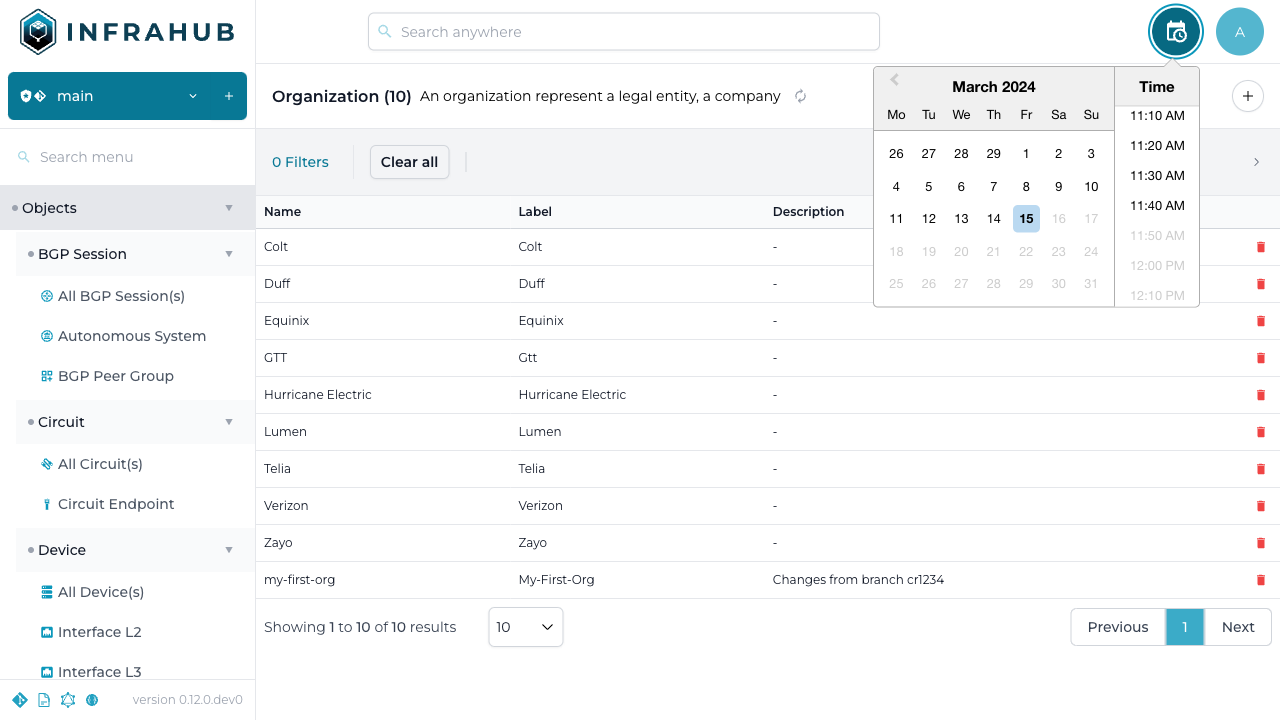 INFRAHUB
main
Search menu
Objects
BGP Session
All BGP Session(s)
Autonomous System
BGP Peer Group
Circuit
All Circuit(s)
Circuit Endpoint
Device
All Device(s)
Interface L2
Interface L3
version 0.12.0.dev0
Search anywhere
A
Organization (10) An organization represent a legal entity, a company
0 Filters Clear all
March 2024
Mo Tu We Th Fr Sa Su
26 27 28 29 1 2 3
4 5 6 7 8 9 10
11 12 13 14 15 16 17
18 19 20 21 22 23 24
25 26 27 28 29 30 31
Time
11:10 AM
11:20 AM
11:30 AM
11:40 AM
11:50 AM
12:00 PM
12:10 PM
Name Label Description
Colt Colt -
Duff Duff -
Equinix Equinix -
GTT Gtt -
Hurricane Electric Hurricane Electric -
Lumen Lumen -
Telia Telia -
Verizon Verizon -
Zayo Zayo -
my-first-org My-First-Org Changes from branch cr1234
Showing 1 to 10 of 10 results 10 Previous 1 Next